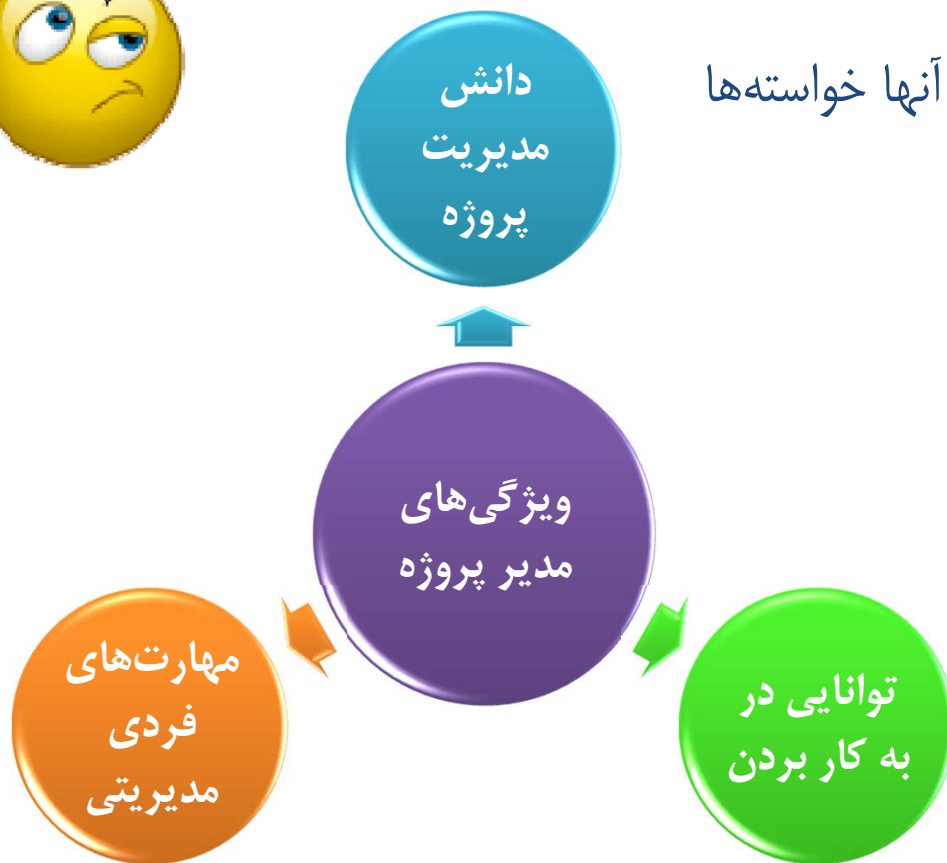 آنها خواسته‌ها
دانش
مدیریت
پروژه
ویژگی‌های
مدیر پروژه
مهارت‌های
فردی
مدیریتی
توانایی در
به کار بردن